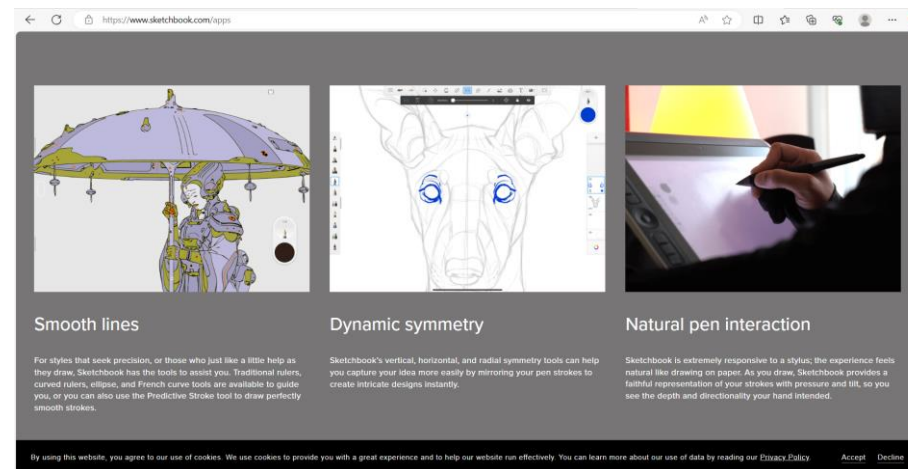 https://www.sketchbook.com/apps
Smooth lines
For styles that seek precision, or those who just like a little help as
they draw, Sketchbook has the tools to assist you. Traditional rulers,
curved rulers, ellipse, and French curve tools are available to guide
you, or you can also use the Predictive Stroke tool to draw perfectly
smooth strokes.
Dynamic symmetry
Sketchbook's vertical, horizontal, and radial symmetry tools can help
you capture your idea more easily by mirroring your pen strokes to
create intricate designs instantly.
Natural pen interaction
Sketchbook is extremely responsive to a stylus; the experience feels
natural like drawing on paper. As you draw, Sketchbook provides a
faithful representation of your strokes with pressure and tilt, so you
see the depth and directionality your hand intended.
By using this website, you agree to our use of cookies. We use cookies to provide you with a great experience and to help our website run effectively. You can learn more about our use of data by reading our Privacy Policy. Accept Decline